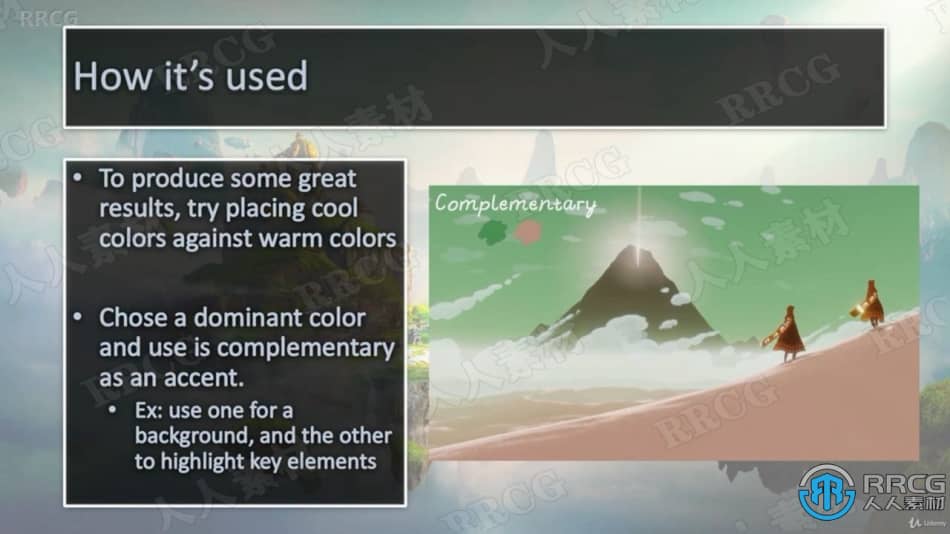 RRCG
How it's used
• To produce some great
results, try placing cool
colors against warm colors
• Chose a dominant color
and use is complementary
as an accent.
• Ex: use one for a
background, and the other
to highlight key elements
Complementary
RRCG
人人素材
Udemy